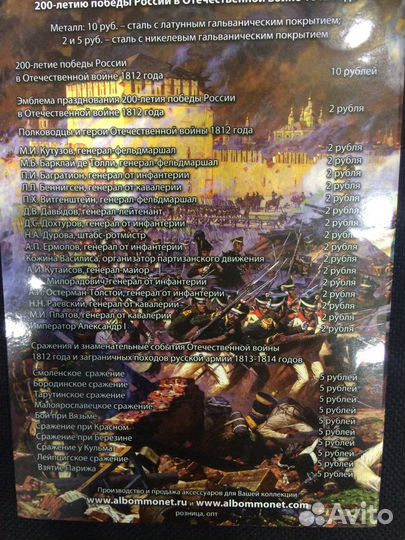 200-летию победы России в Отечественной войне
Металл: 10 руб. – сталь с латунным гальваническим покрытием;
2 и 5 руб. – сталь с никелевым гальваническим покрытием
200-летие победы России
в Отечественной войне 1812 года 10 рублей
Эмблема празднования 200-летия победы России
в Отечественной войне 1812 года 2 рубля
Полководцы и герои Отечественной войны 1812 года
М.И. Кутузов, генерал-фельдмаршал 2 рубля
М.Б. Барклай де Толли, генерал-фельдмаршал 2 рубля
П.И. Багратион, генерал от инфантерии 2 рубля
Л.Л. Беннигсен, генерал от кавалерии 2 рубля
П.Х. Витгенштейн, генерал-фельдмаршал 2 рубля
Д.В. Давыдов, генерал-лейтенант 2 рубля
Д.С. Дохтуров, генерал от инфантерии 2 рубля
Н.А. Дурова, штабс-ротмистр 2 рубля
А.П. Ермолов, генерал от инфантерии 2 рубля
Кожина Василиса, организатор партизанского движения 2 рубля
А.И. Кутайсов, генерал-майор 2 рубля
Милорадович, генерал от инфантерии 2 рубля
Остерман-Толстой, генерал от инфантерии 2 рубля
Н.Н. Раевский, генерал от кавалерии 2 рубля
М.И. Платов, генерал от кавалерии 2 рубля
Император Александр I 2 рубля
Сражения и знаменательные события Отечественной войны
1812 года и заграничных походов русской армии 1813-1814 годов
Смоленское сражение 5 рублей
Бородинское сражение 5 рублей
Тарутинское сражение 5 рублей
Малоярославецкое сражение 5 рублей
Бой при Вязьме 5 рублей
Сражение при Красном 5 рублей
Сражение при Березине 5 рублей
Сражение у Кульма 5 рублей
Лейпцигское сражение 5 рублей
Взятие Парижа 5 рублей
Производство и продажа аксессуаров для Вашей коллекции
www.albommonet.ru и www.albommonet.com
розница, опт
Avito